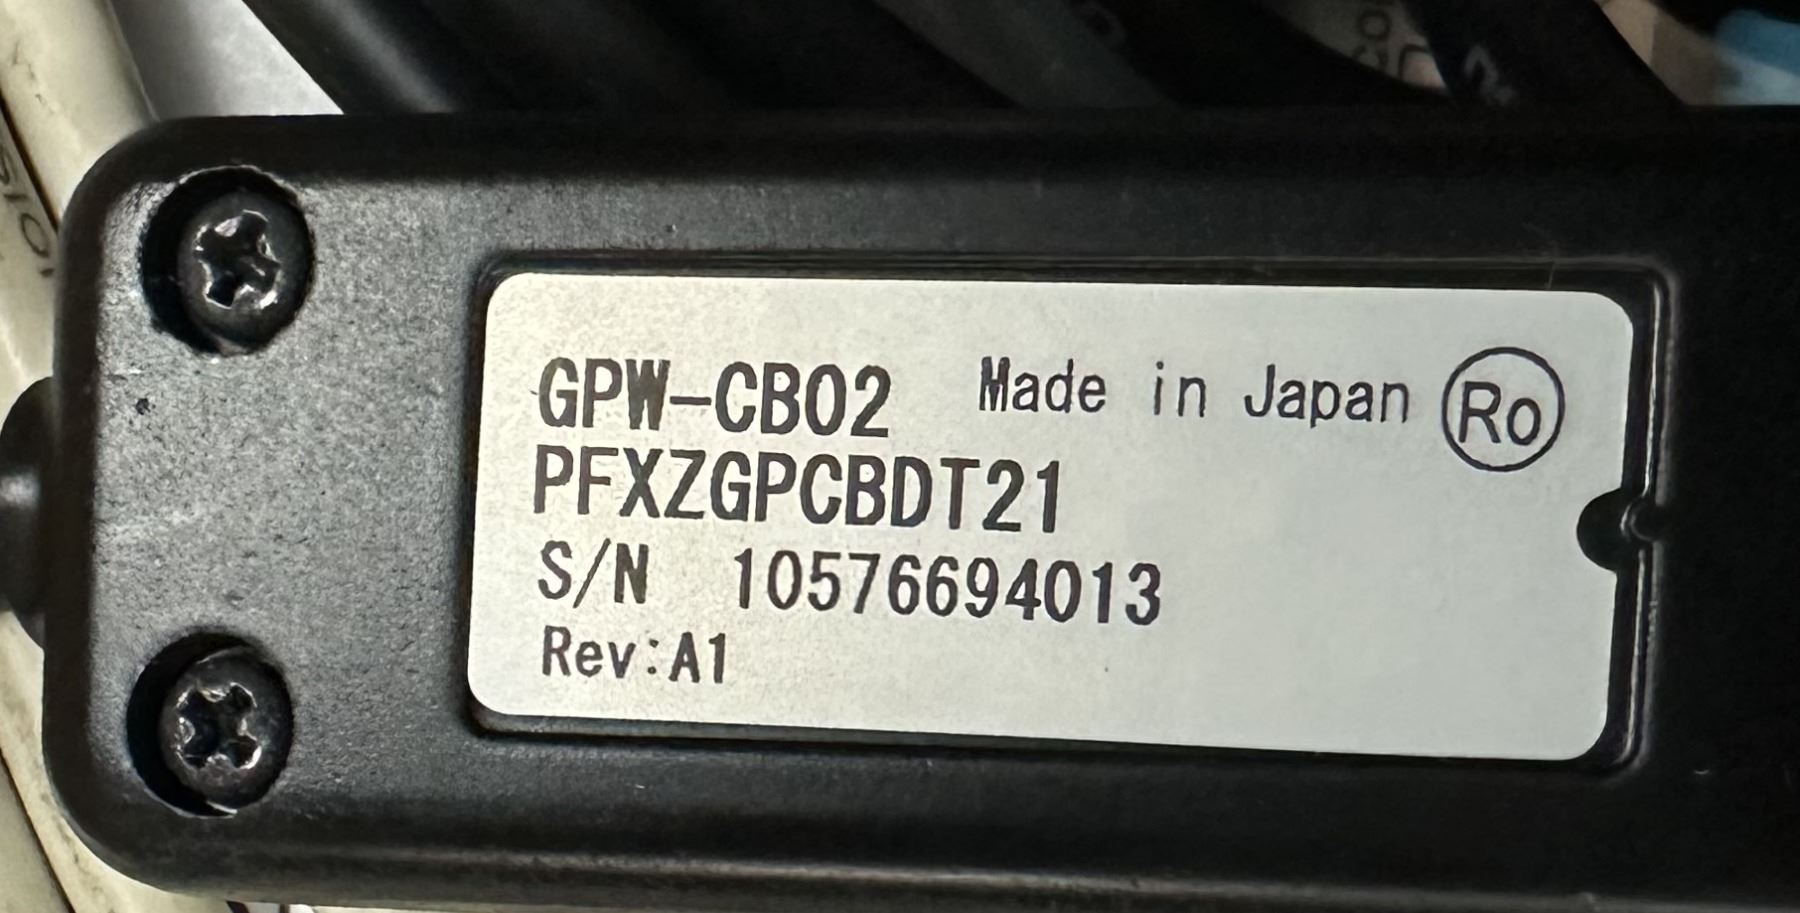 GPW-CB02 Made in Japan Ro
PFXZGPCBDT21
S/N 10576694013
Rev:A1